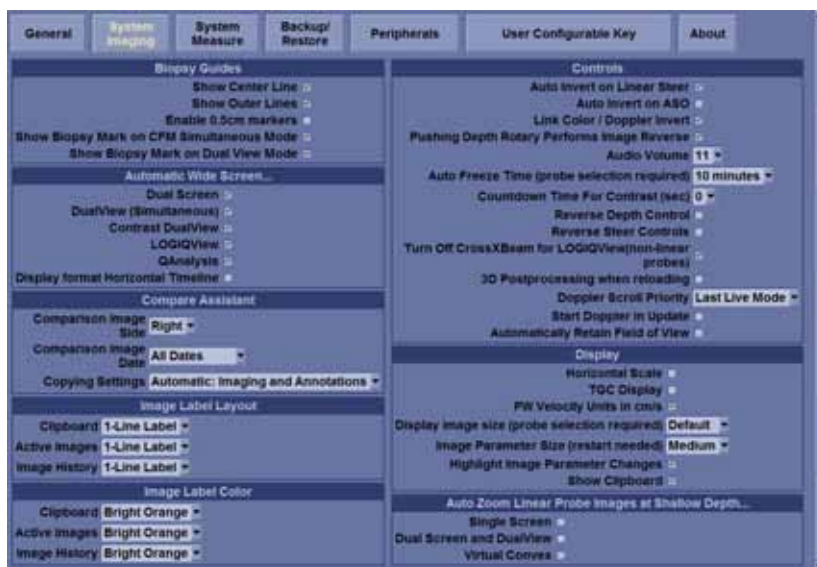 General
System Imaging
System Measure
Backup/ Restore
Peripherals
User Configurable Key
About
Biopsy Guides
Show Center Line
Show Outer Lines
Enable 0.5cm markers
Show Biopsy Mark on CFM Simultaneous Mode
Show Biopsy Mark on Dual View Mode
Automatic Wide Screen...
Dual Screen
DualView (Simultaneous)
Contrast DualView
LOGIQView
QAnalysis
Display format Horizontal Timeline
Compare Assistant
Comparison Image Side Right
Comparison Image Date All Dates
Copying Settings Automatic: Imaging and Annotations
Image Label Layout
Clipboard 1-Line Label
Active Images 1-Line Label
Image History 1-Line Label
Image Label Color
Clipboard Bright Orange
Active Images Bright Orange
Image History Bright Orange
Controls
Auto Invert on Linear Steer
Auto Invert on ASO
Link Color / Doppler Invert
Pushing Depth Rotary Performs Image Reverse
Audio Volume 11
Auto Freeze Time (probe selection required) 10 minutes
Countdown Time For Contrast (sec) 0
Reverse Depth Control
Reverse Steer Controls
Turn Off CrossXBeam for LOGIQView(non-linear
probes)
3D Postprocessing when reloading
Doppler Scroll Priority Last Live Mode
Start Doppler in Update
Automatically Retain Field of View
Display
Horizontal Scale
TGC Display
PW Velocity Units in cm/s
Display image size (probe selection required) Default
Image Parameter Size (restart needed) Medium
Highlight Image Parameter Changes
Show Clipboard
Auto Zoom Linear Probe Images at Shallow Depth...
Single Screen
Dual Screen and DualView
Virtual Convex